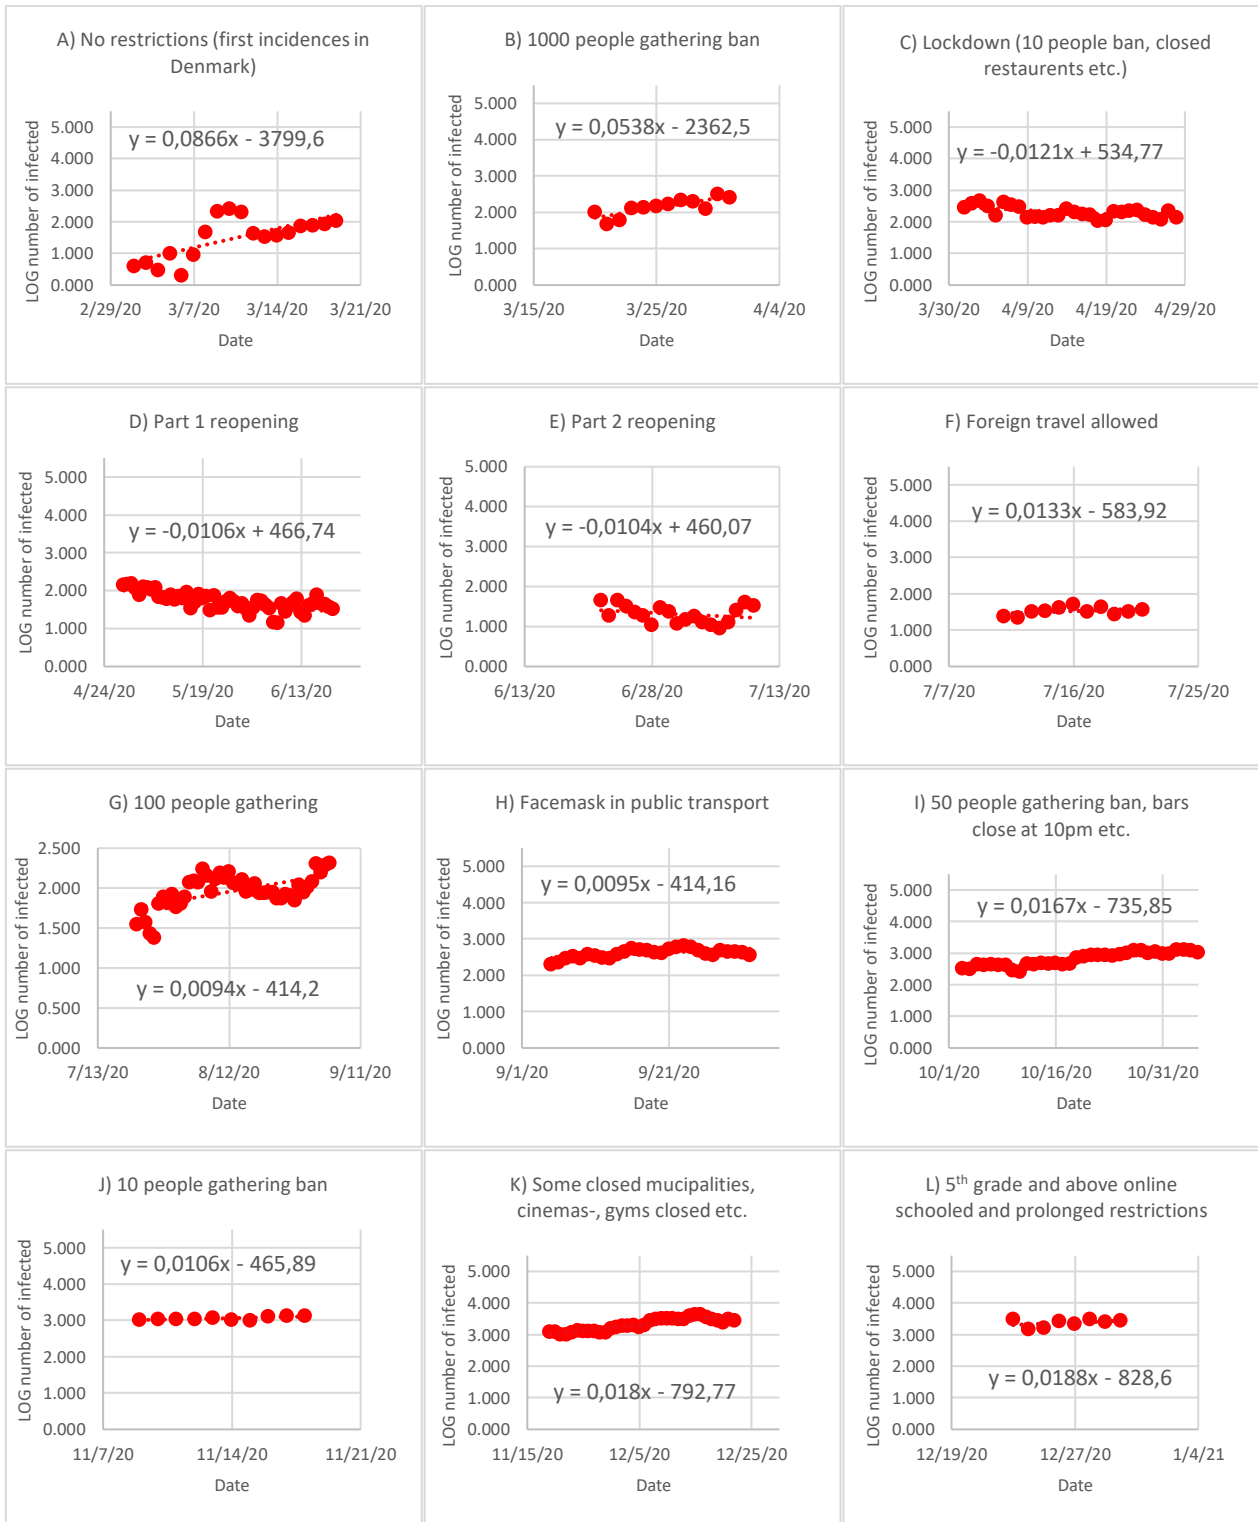 A) No restrictions (first incidences in
Denmark)
LOG number of infected
5.000
4.000
3.000
2.000
1.000
0.000
y = 0,0866x - 3799,6
2/29/20 3/7/20 3/14/20 3/21/20
Date
B) 1000 people gathering ban
LOG number of infected
5.000
4.000
3.000
2.000
1.000
0.000
y = 0,0538x - 2362,5
3/15/20 3/25/20 4/4/20
Date
C) Lockdown (10 people ban, closed
restaurents etc.)
LOG number of infected
5.000
4.000
3.000
2.000
1.000
0.000
y = -0,0121x + 534,77
3/30/20 4/9/20 4/19/20 4/29/20
Date
D) Part 1 reopening
LOG number of infected
5.000
4.000
3.000
2.000
1.000
0.000
y = -0,0106x + 466,74
4/24/20 5/19/20 6/13/20
Date
E) Part 2 reopening
LOG number of infected
5.000
4.000
3.000
2.000
1.000
0.000
y = -0,0104x + 460,07
6/13/20 6/28/20 7/13/20
Date
F) Foreign travel allowed
LOG number of infected
5.000
4.000
3.000
2.000
1.000
0.000
y = 0,0133x - 583,92
7/7/20 7/16/20 7/25/20
Date
G) 100 people gathering
LOG number of infected
2.500
2.000
1.500
1.000
0.500
0.000
y = 0,0094x - 414,2
7/13/20 8/12/20 9/11/20
Date
H) Facemask in public transport
LOG number of infected
5.000
4.000
3.000
2.000
1.000
0.000
y = 0,0095x - 414,16
9/1/20 9/21/20
Date
I) 50 people gathering ban, bars
close at 10pm etc.
LOG number of infected
5.000
4.000
3.000
2.000
1.000
0.000
y = 0,0167x - 735,85
10/1/20 10/16/20 10/31/20
Date
J) 10 people gathering ban
LOG number of infected
5.000
4.000
3.000
2.000
1.000
0.000
y = 0,0106x - 465,89
11/7/20 11/14/20 11/21/20
Date
K) Some closed mucipalities,
cinemas-, gyms closed etc.
LOG number of infected
5.000
4.000
3.000
2.000
1.000
0.000
y = 0,018x - 792,77
11/15/20 12/5/20 12/25/20
Date
L) 5th grade and above online
schooled and prolonged restrictions
LOG number of infected
5.000
4.000
3.000
2.000
1.000
0.000
y = 0,0188x - 828,6
12/19/20 12/27/20 1/4/21
Date